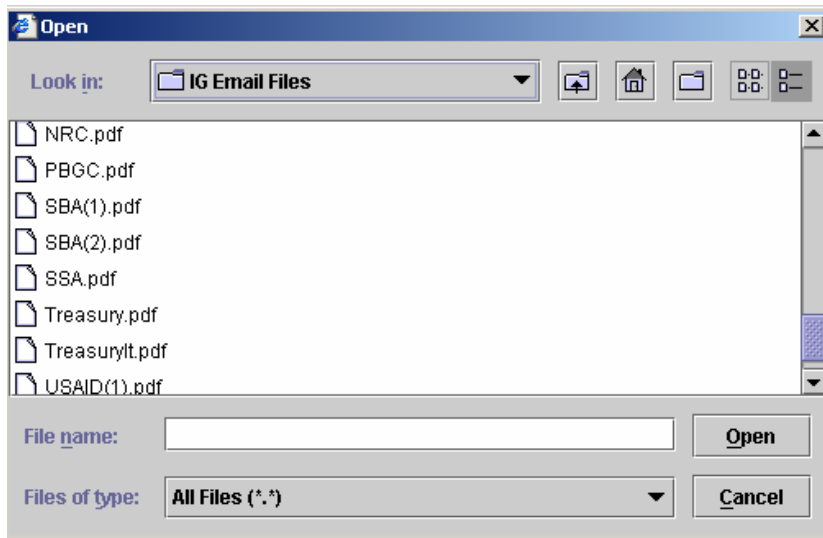 Open
Look in: IG Email Files
NRC.pdf
PBGC.pdf
SBA(1).pdf
SBA(2).pdf
SSA.pdf
Treasury.pdf
TreasuryIt.pdf
USAID(1).pdf
File name: Open
Files of type: All Files (*.*) Cancel